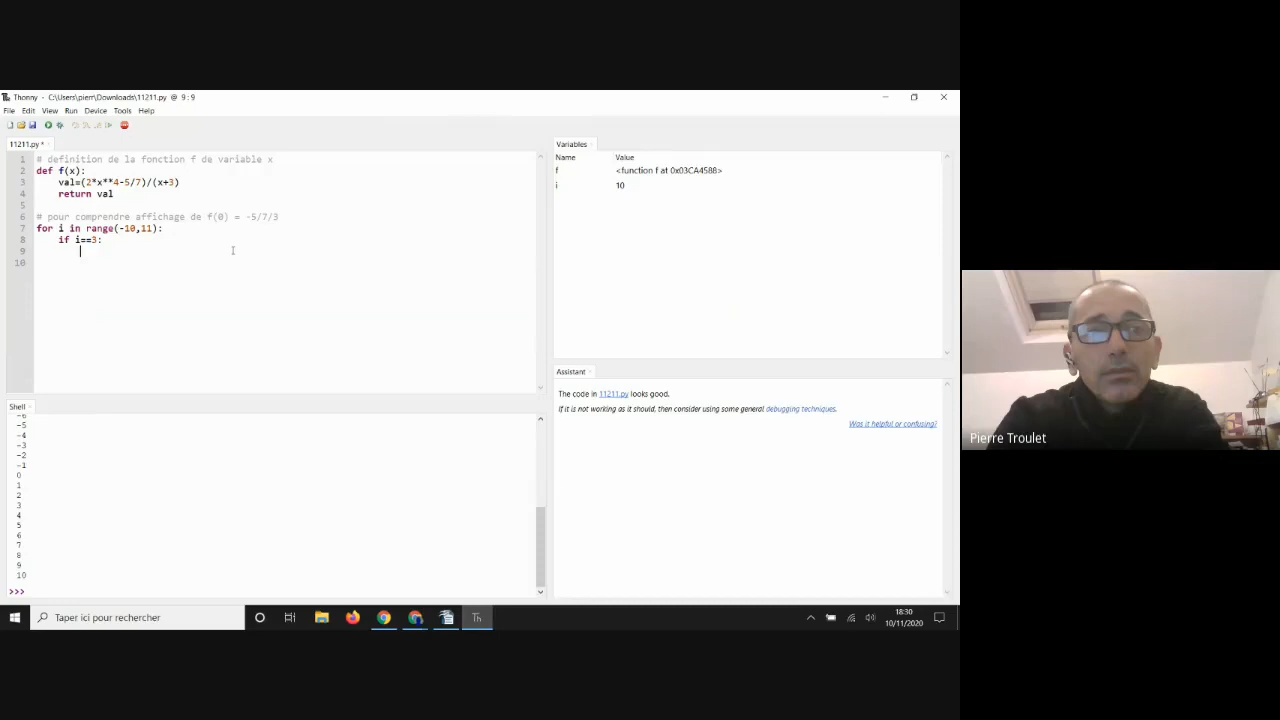 Thonny - C:\Users\pierr\Downloads\11211.py @ 9:9
File Edit View Run Device Tools Help
11211.py *
1 # definition de la fonction f de variable x
2 def f(x):
3 val=(2*x**4-5/7)/(x+3)
4 return val
5
6 # pour comprendre affichage de f(0) = -5/7/3
7 for i in range(-10,11):
8 if i==3:
9
10
Shell
-6
-5
-4
-3
-2
-1
0
1
2
3
4
5
6
7
8
9
10
>>>
Variables
Name Value
f <function f at 0x03CA4588>
i 10
Assistant
The code in 11211.py looks good.
If it is not working as it should, then consider using some general debugging techniques.
Was it helpful or confusing?
Pierre Troulet
Taper ici pour rechercher
Th
18:30
10/11/2020